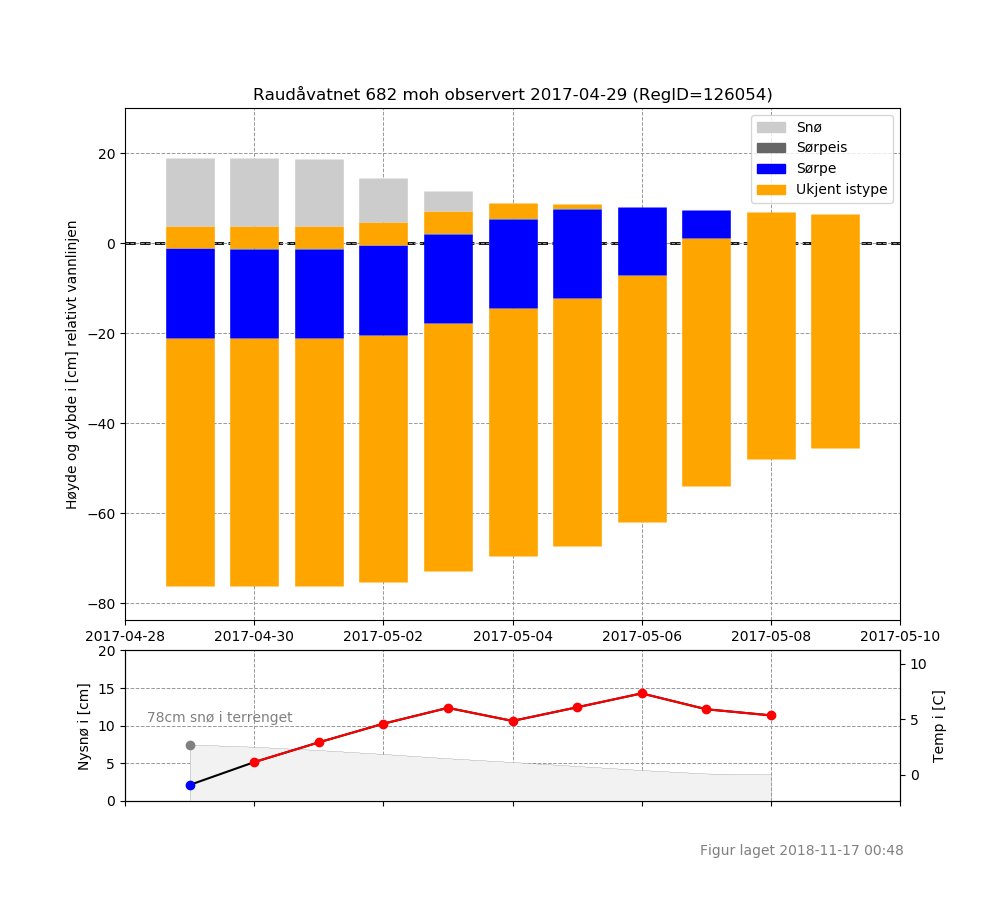 Raudåvatnet 682 moh observert 2017-04-29 (RegID=126054)
Høyde og dybde i [cm] relativt vannlinjen
20
0
−20
−40
−60
−80
Snø
Sørpeis
Sørpe
Ukjent istype
2017-04-28 2017-04-30 2017-05-02 2017-05-04 2017-05-06 2017-05-08 2017-05-10
Nysnø i [cm]
20
15
10
5
0
78cm snø i terrenget
10
5
0
Temp i [C]
Figur laget 2018-11-17 00:48